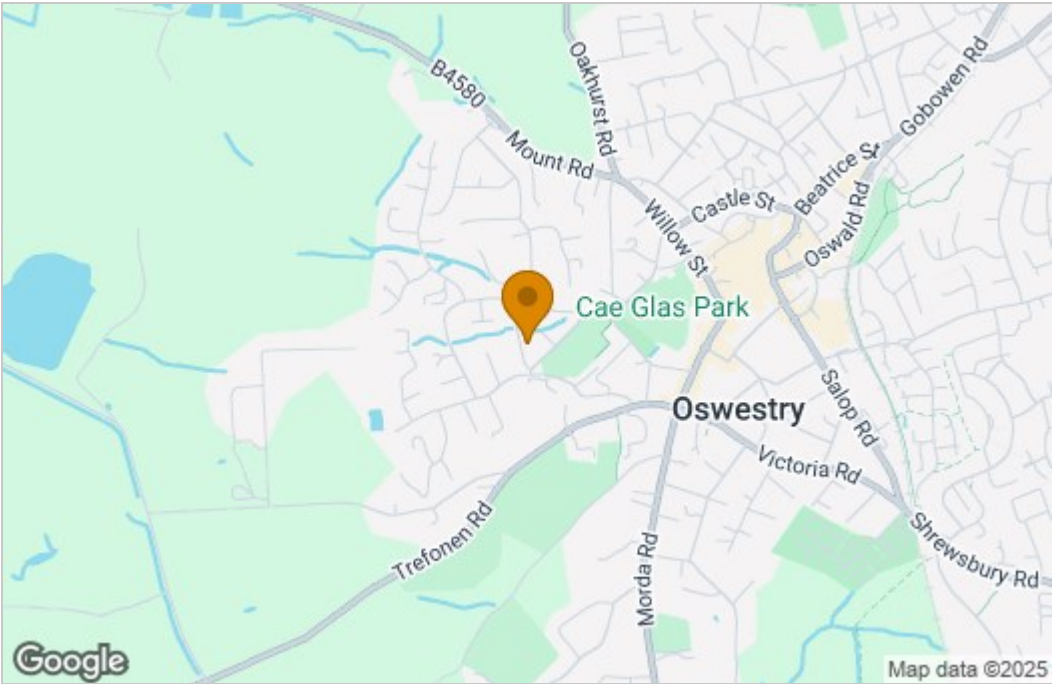 Oakhurst Rd
Gobowen Rd
B4580
Mount Rd
Beatrice St
Castle St
Willow St
Oswald Rd
Cae Glas Park
Salop Rd
Oswestry
Victoria Rd
Trefonen Rd
Shrewsbury Rd
Morda Rd
Google
Map data ©2025